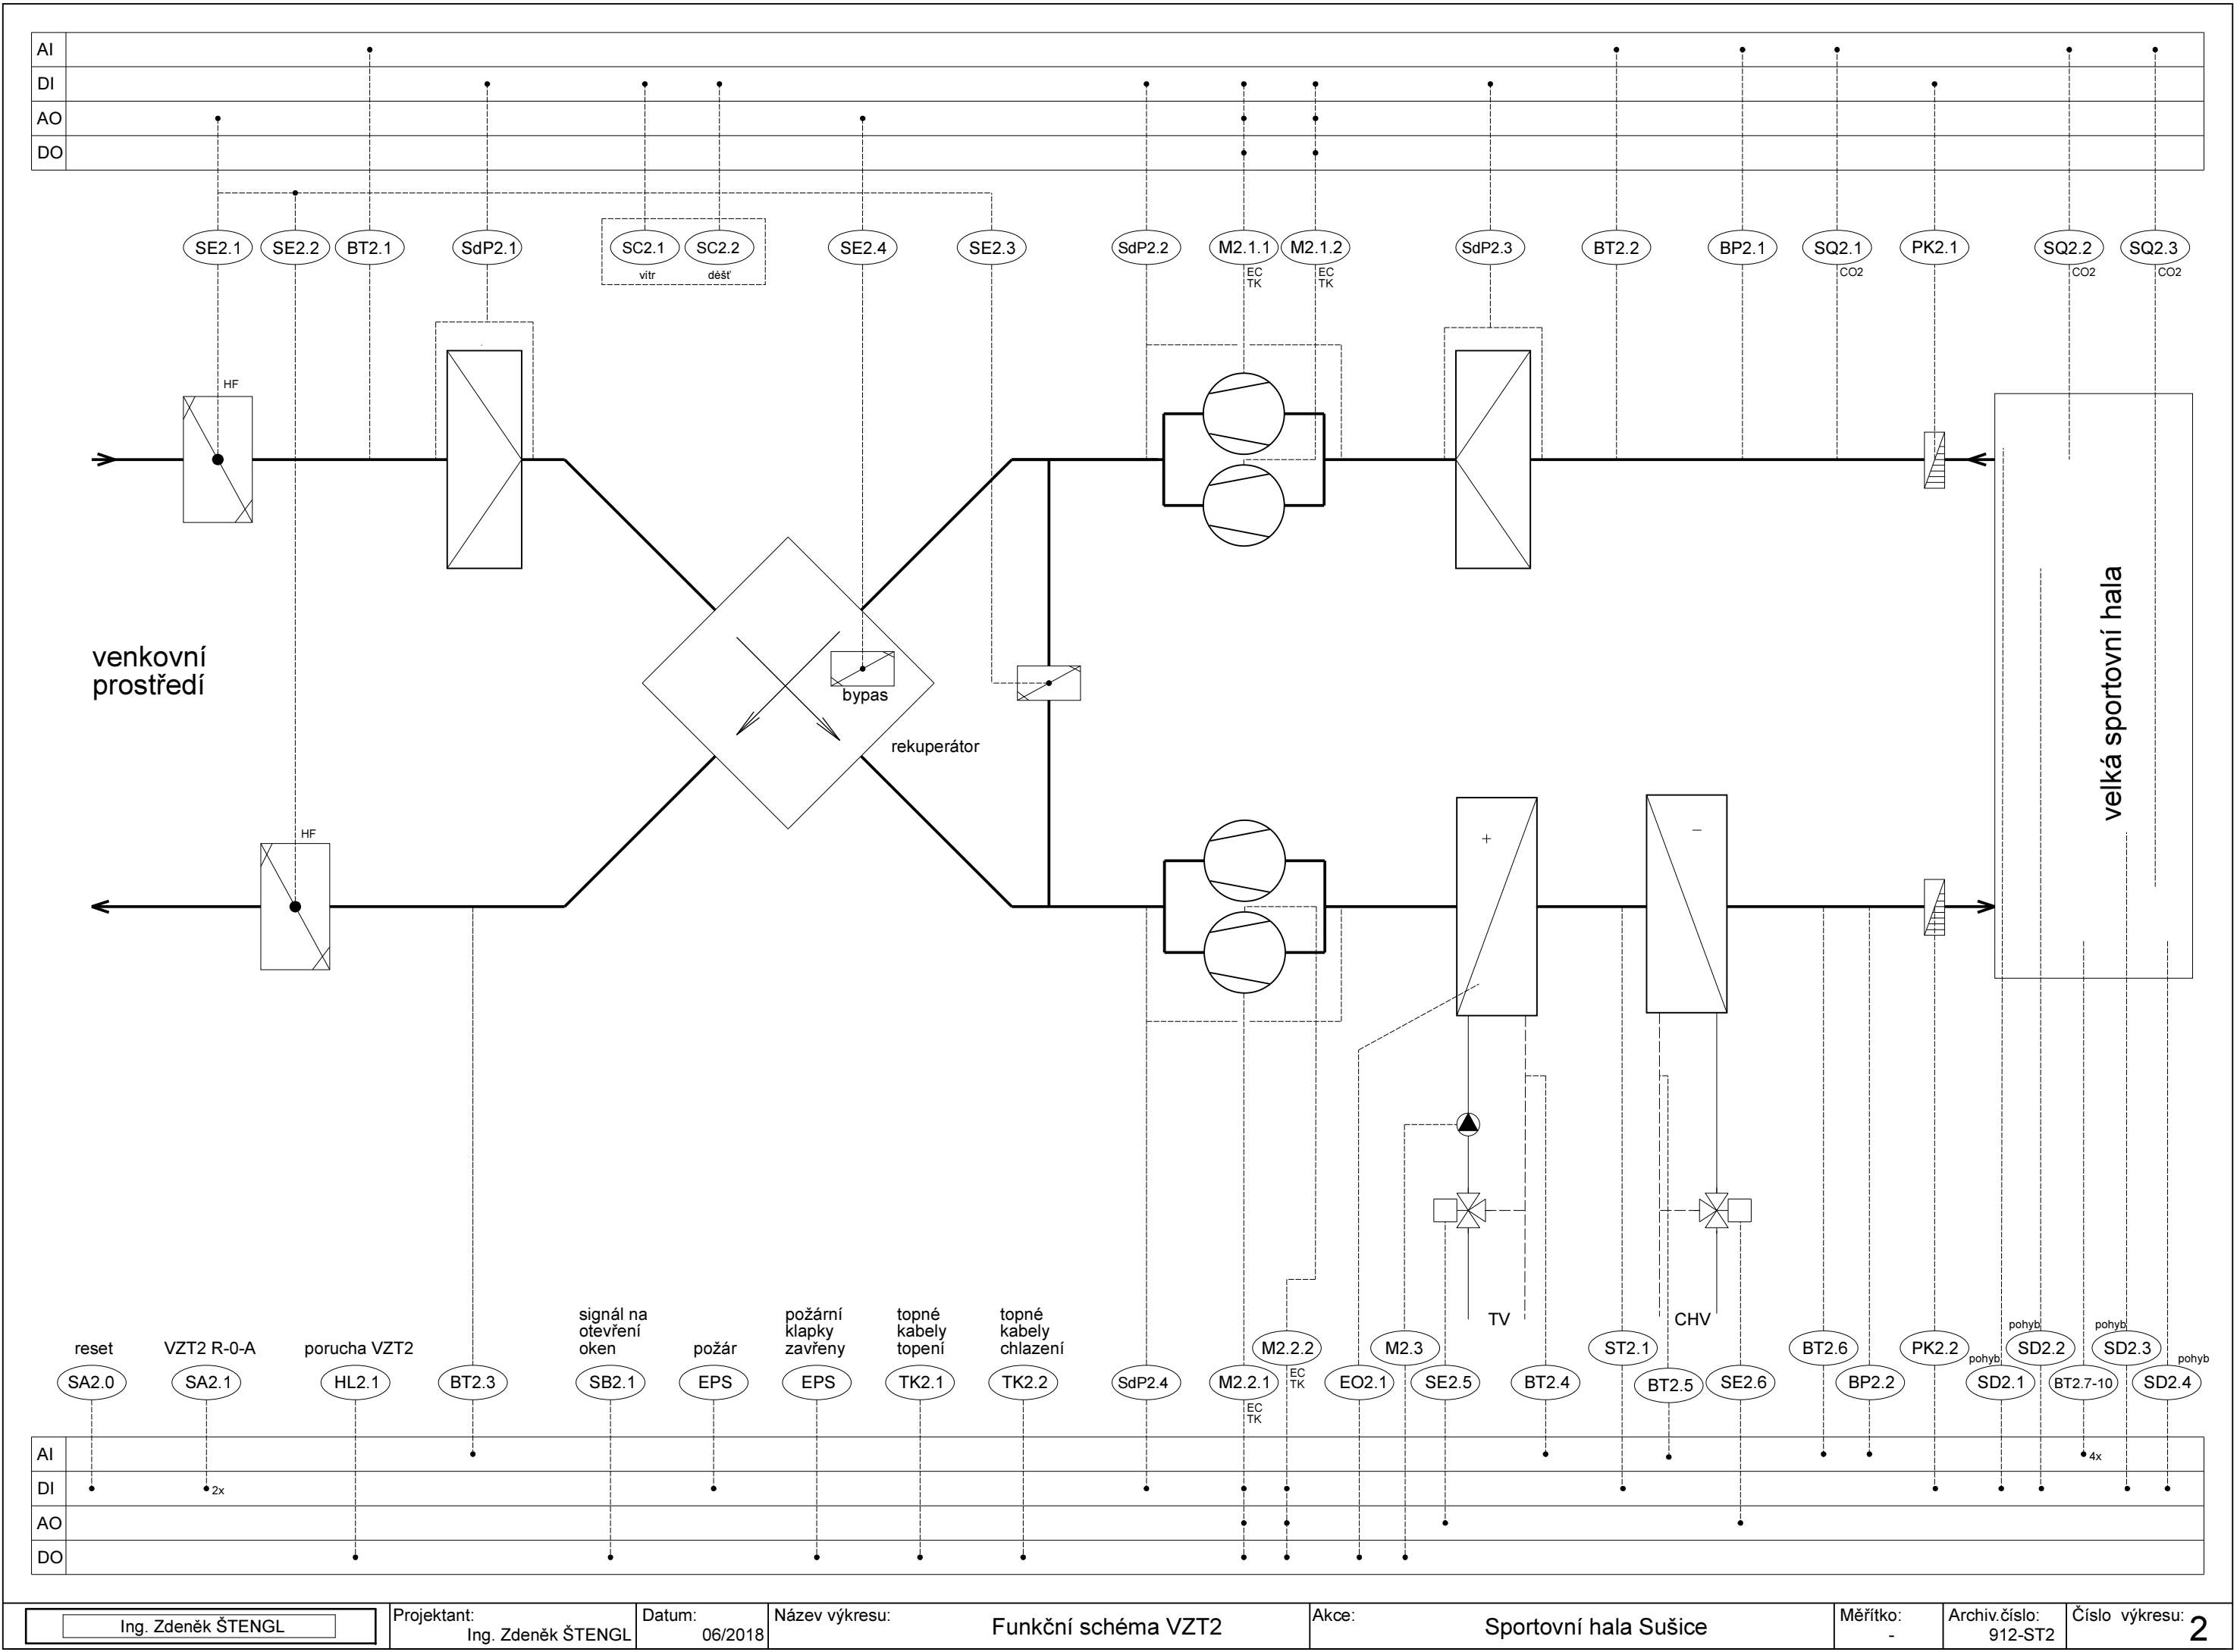 AI
DI
AO
DO
SE2.1
SE2.2
BT2.1
SdP2.1
SC2.1
vítr
SC2.2
déšť
SE2.4
SE2.3
SdP2.2
M2.1.1
EC
TK
M2.1.2
EC
TK
SdP2.3
BT2.2
BP2.1
SQ2.1
CO2
PK2.1
SQ2.2
CO2
SQ2.3
CO2
HF
venkovní
prostředí
bypas
rekuperátor
velká sportovní hala
HF
+
−
TV
CHV
reset
SA2.0
VZT2 R-0-A
SA2.1
porucha VZT2
HL2.1
BT2.3
signál na
otevření
oken
SB2.1
požár
EPS
požární
klapky
zavřeny
EPS
topné
kabely
topení
TK2.1
topné
kabely
chlazení
TK2.2
SdP2.4
M2.2.1
EC
TK
M2.2.2
EC
TK
EO2.1
M2.3
SE2.5
BT2.4
ST2.1
BT2.5
SE2.6
BT2.6
BP2.2
PK2.2
pohyb
SD2.1
pohyb
SD2.2
BT2.7-10
pohyb
SD2.3
pohyb
SD2.4
AI
4x
DI
2x
AO
DO
Ing. Zdeněk ŠTENGL
Projektant:
Ing. Zdeněk ŠTENGL
Datum:
06/2018
Název výkresu:
Funkční schéma VZT2
Akce:
Sportovní hala Sušice
Měřítko:
-
Archiv.číslo:
912-ST2
Číslo výkresu:
2